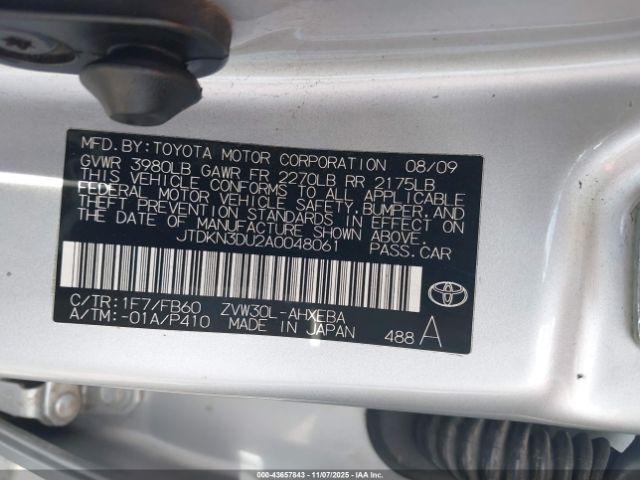 MFD. BY: TOYOTA MOTOR CORPORATION 08/09
GVWR 3980LB GAWR FR 2270LB RR 2175LB
THIS VEHICLE CONFORMS TO ALL APPLICABLE
FEDERAL MOTOR VEHICLE SAFETY, BUMPER, AND
THEFT PREVENTION STANDARDS IN EFFECT ON
THE DATE OF MANUFACTURE SHOWN ABOVE.
JTDKN3DU2A0048061 PASS. CAR
C/TR: 1F7/FB60 ZVW30L-AHXEBA
A/TM: -01A/P410 MADE IN JAPAN 488 A
000-43657843 - 11/07/2025 - IAA Inc.